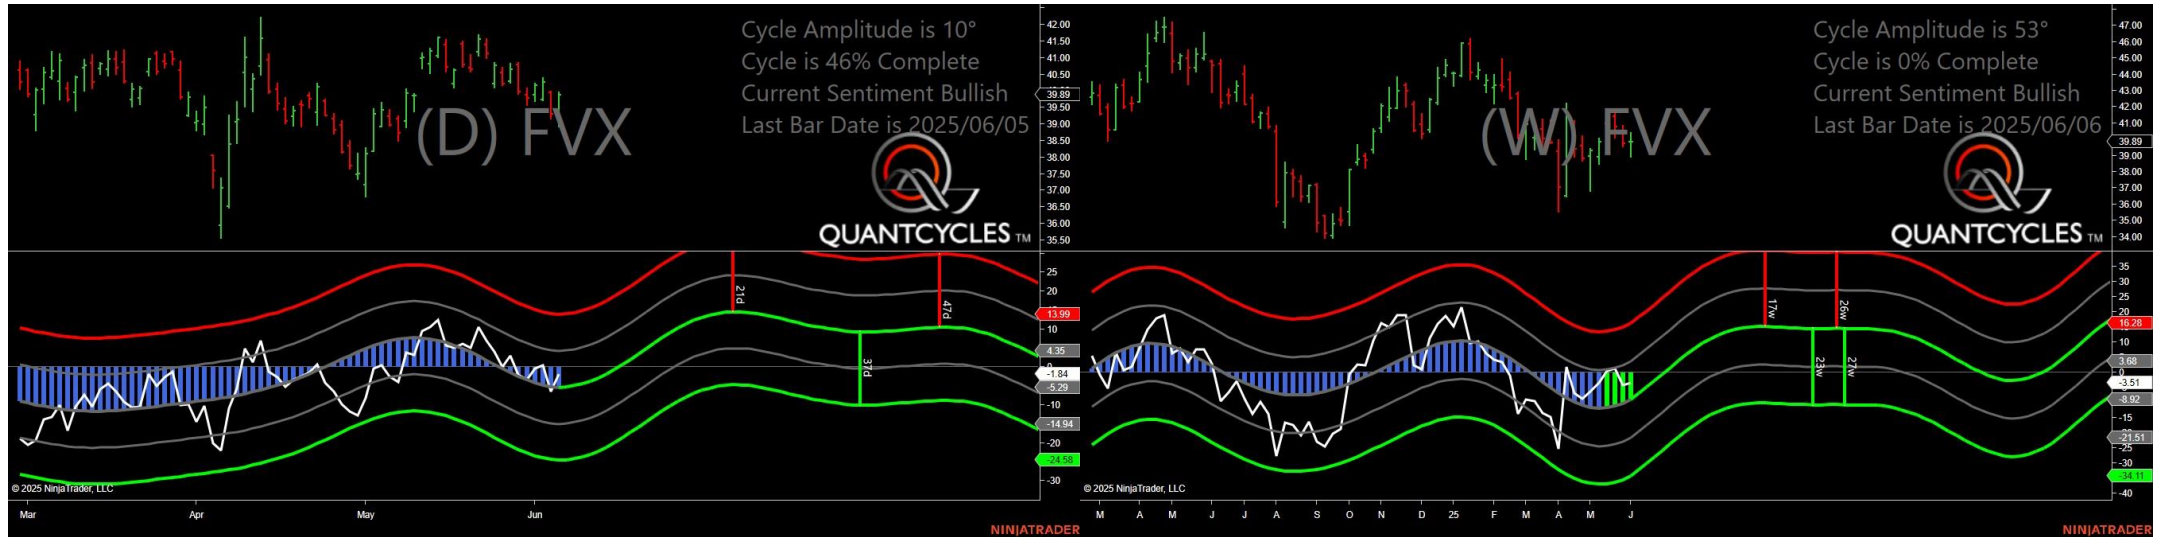 Cycle Amplitude is 10°
Cycle is 46% Complete
Current Sentiment Bullish
Last Bar Date is 2025/06/05
(D) FVX
QUANTCYCLES TM
42.00
41.50
41.00
40.50
39.89
39.50
39.00
38.50
38.00
37.50
37.00
36.50
36.00
35.50
25
20
13.99
10
4.35
0
-1.84
-5.29
-10
-14.94
-20
-24.58
-30
21d
37d
47d
© 2025 NinjaTrader, LLC
Mar Apr May Jun
NINJATRADER
Cycle Amplitude is 53°
Cycle is 0% Complete
Current Sentiment Bullish
Last Bar Date is 2025/06/06
(W) FVX
QUANTCYCLES TM
47.00
46.00
45.00
44.00
43.00
42.00
41.00
39.89
39.00
38.00
37.00
36.00
35.00
34.00
35
30
25
16.28
10
3.68
0
-3.51
-8.92
-15
-21.51
-25
-30
-34.11
-40
17w
26w
23w
27w
© 2025 NinjaTrader, LLC
M A M J J A S O N D 25 F M A M J
NINJATRADER